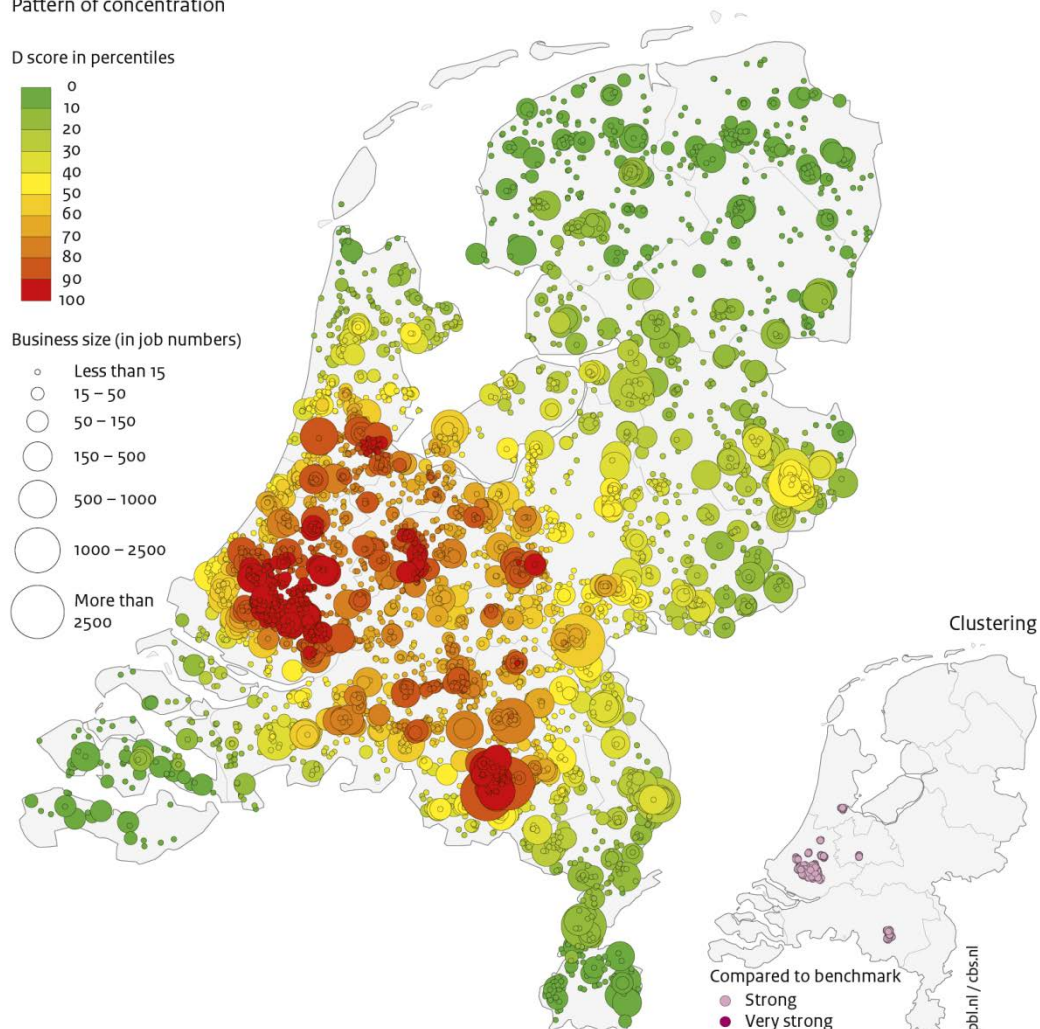 Pattern of concentration
D score in percentiles
0
10
20
30
40
50
60
70
80
90
100
Business size (in job numbers)
Less than 15
15 – 50
50 – 150
150 – 500
500 – 1000
1000 – 2500
More than
2500
Clustering
Compared to benchmark
Strong
Very strong
pbl.nl / cbs.nl